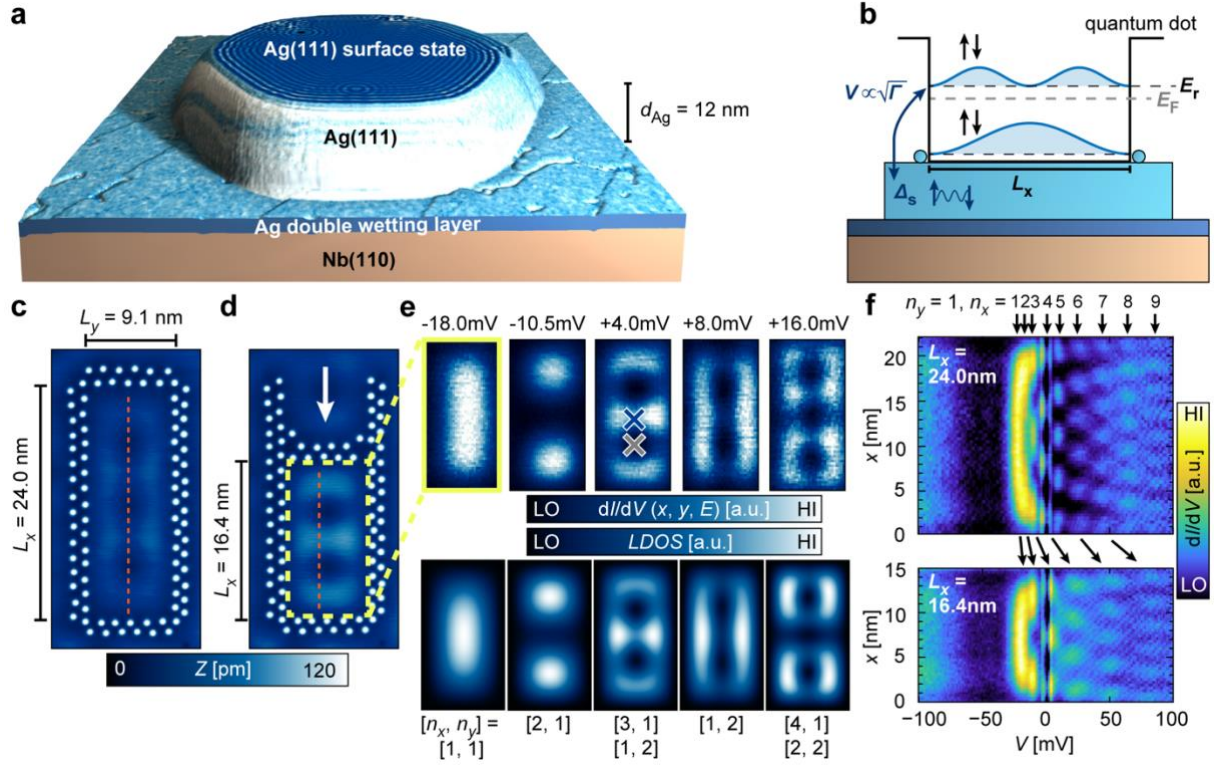 a
Ag(111) surface state
Ag(111)
d_Ag = 12 nm
Ag double wetting layer
Nb(110)
b
quantum dot
V ∝√Γ
E_r
E_F
L_x
Δ_s
c
L_y = 9.1 nm
L_x = 24.0 nm
0 Z [pm] 120
d
L_x = 16.4 nm
e
-18.0mV -10.5mV +4.0mV +8.0mV +16.0mV
LO dI/dV (x, y, E) [a.u.] HI
LO LDOS [a.u.] HI
[n_x, n_y] = [2, 1] [3, 1] [1, 2] [4, 1]
[1, 1] [1, 2] [2, 2]
f
n_y = 1, n_x = 1 2 3 4 5 6 7 8 9
L_x =
24.0nm
20
15
10
5
0
x [nm]
L_x =
16.4nm
15
10
5
0
x [nm]
−100 −50 0 50 100
V [mV]
HI
dI/dV [a.u.]
LO